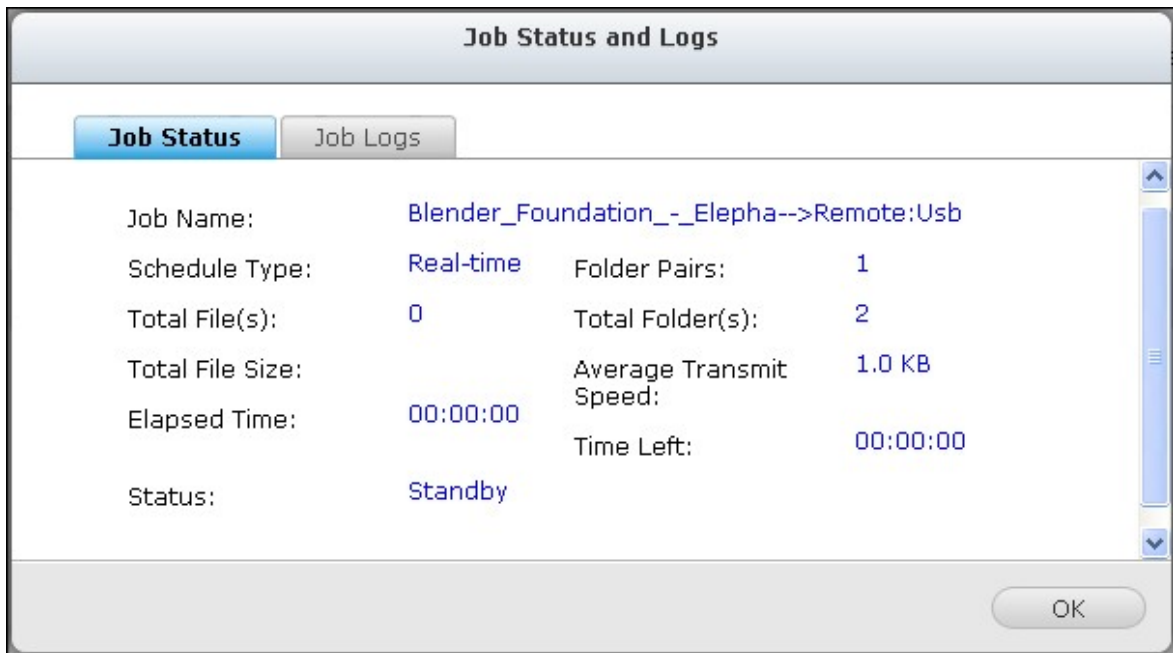 Job Status and Logs
Job Status Job Logs
Job Name: Blender_Foundation_-_Elepha-->Remote:Usb
Schedule Type: Real-time Folder Pairs: 1
Total File(s): 0 Total Folder(s): 2
Total File Size: Average Transmit Speed: 1.0 KB
Elapsed Time: 00:00:00
Time Left: 00:00:00
Status: Standby
OK